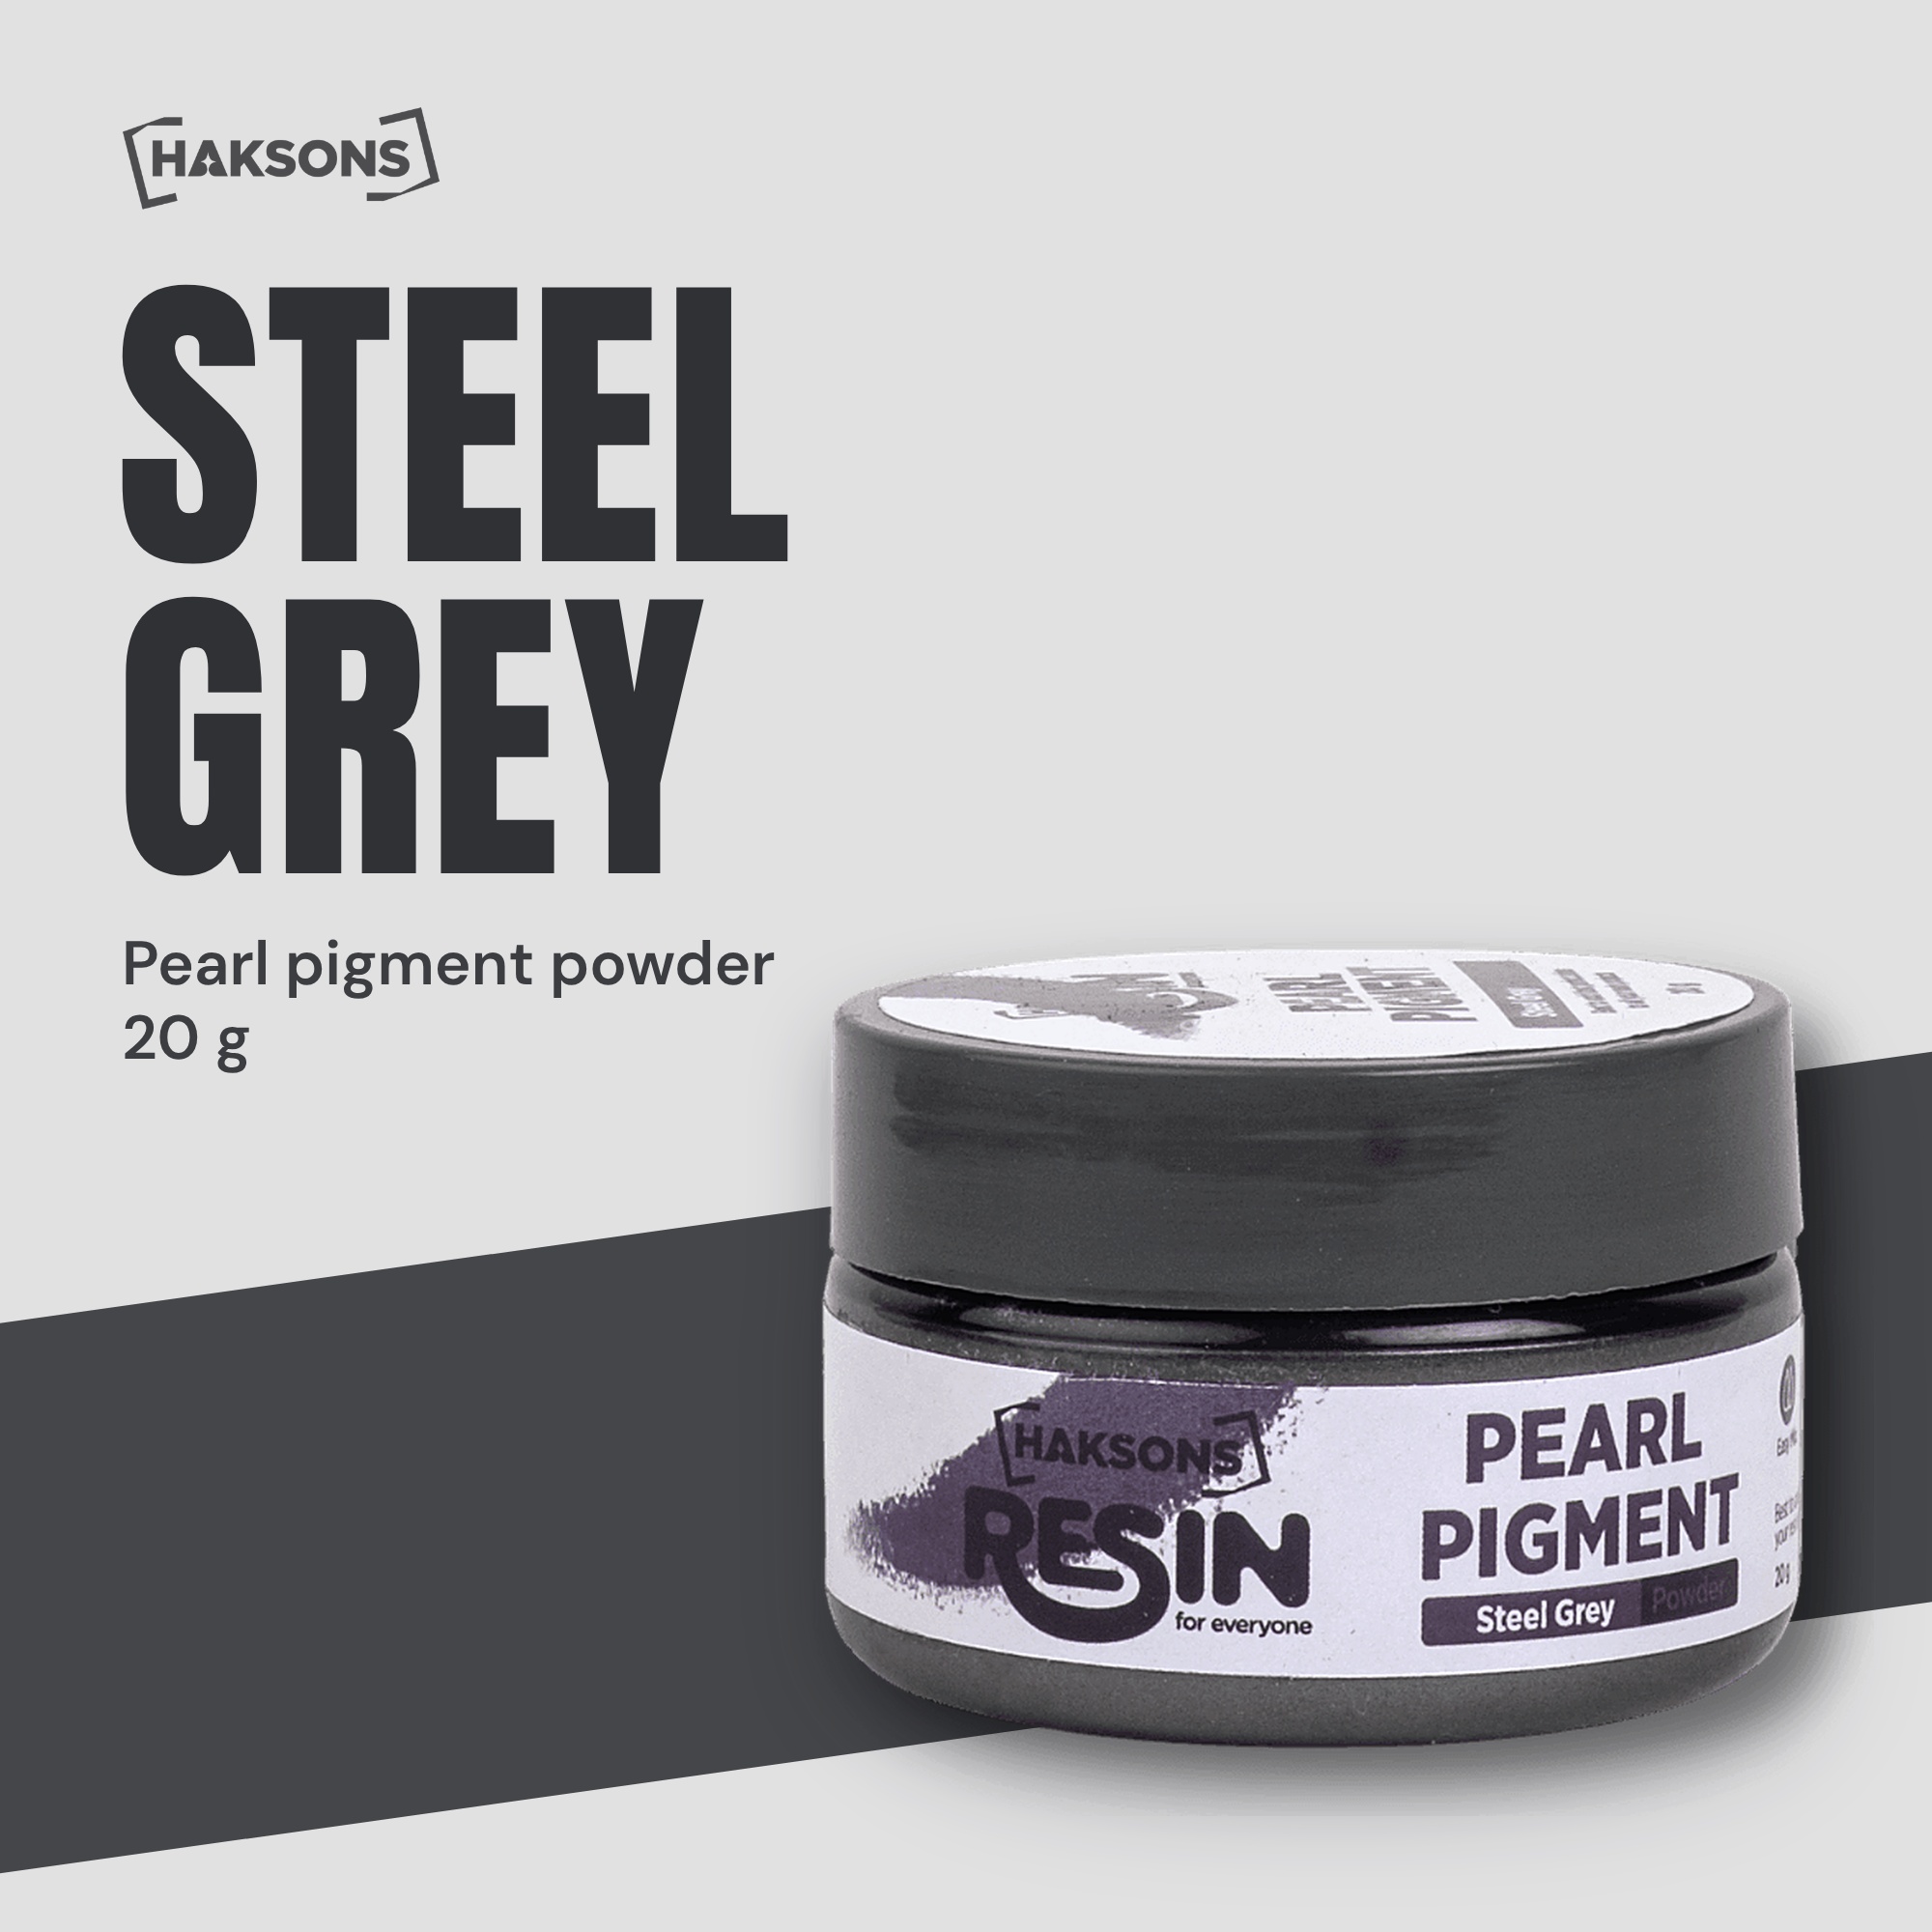 HAKSONS
STEEL
GREY
Pearl pigment powder
20 g
PEARL
PIGMENT
HAKSONS
RESIN
for everyone
PEARL
PIGMENT
Steel Grey Powder
20 g